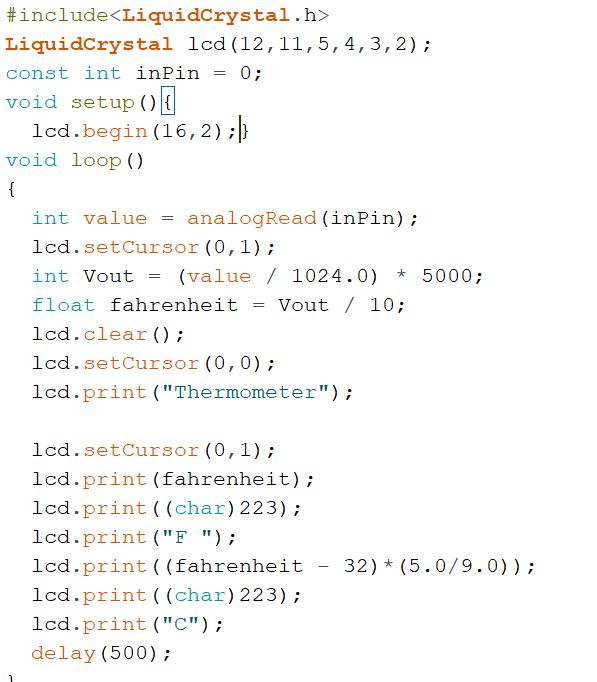 #include<LiquidCrystal.h>
LiquidCrystal lcd(12,11,5,4,3,2);
const int inPin = 0;
void setup(){
  lcd.begin(16,2);}
void loop()
{
  int value = analogRead(inPin);
  lcd.setCursor(0,1);
  int Vout = (value / 1024.0) * 5000;
  float fahrenheit = Vout / 10;
  lcd.clear();
  lcd.setCursor(0,0);
  lcd.print("Thermometer");

  lcd.setCursor(0,1);
  lcd.print(fahrenheit);
  lcd.print((char)223);
  lcd.print("F ");
  lcd.print((fahrenheit - 32)*(5.0/9.0));
  lcd.print((char)223);
  lcd.print("C");
  delay(500);
}